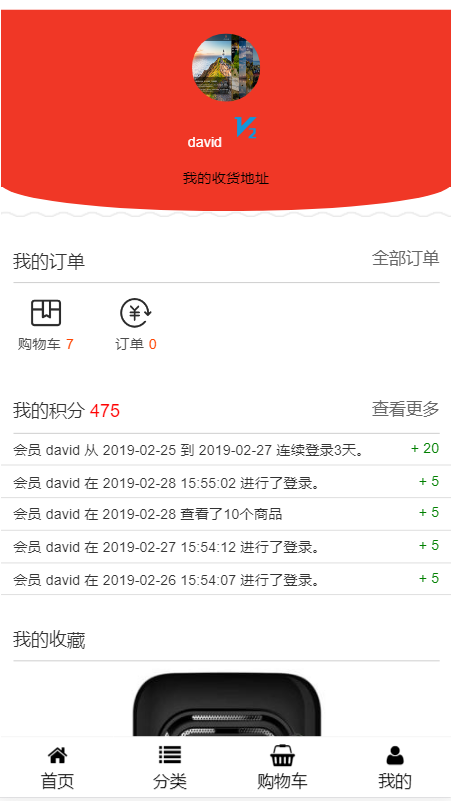 david V2
我的收货地址
我的订单 全部订单
购物车 7 订单 0
我的积分 475 查看更多
会员 david 从 2019-02-25 到 2019-02-27 连续登录3天。 + 20
会员 david 在 2019-02-28 15:55:02 进行了登录。 + 5
会员 david 在 2019-02-28 查看了10个商品 + 5
会员 david 在 2019-02-27 15:54:12 进行了登录。 + 5
会员 david 在 2019-02-26 15:54:07 进行了登录。 + 5
我的收藏
首页 分类 购物车 我的